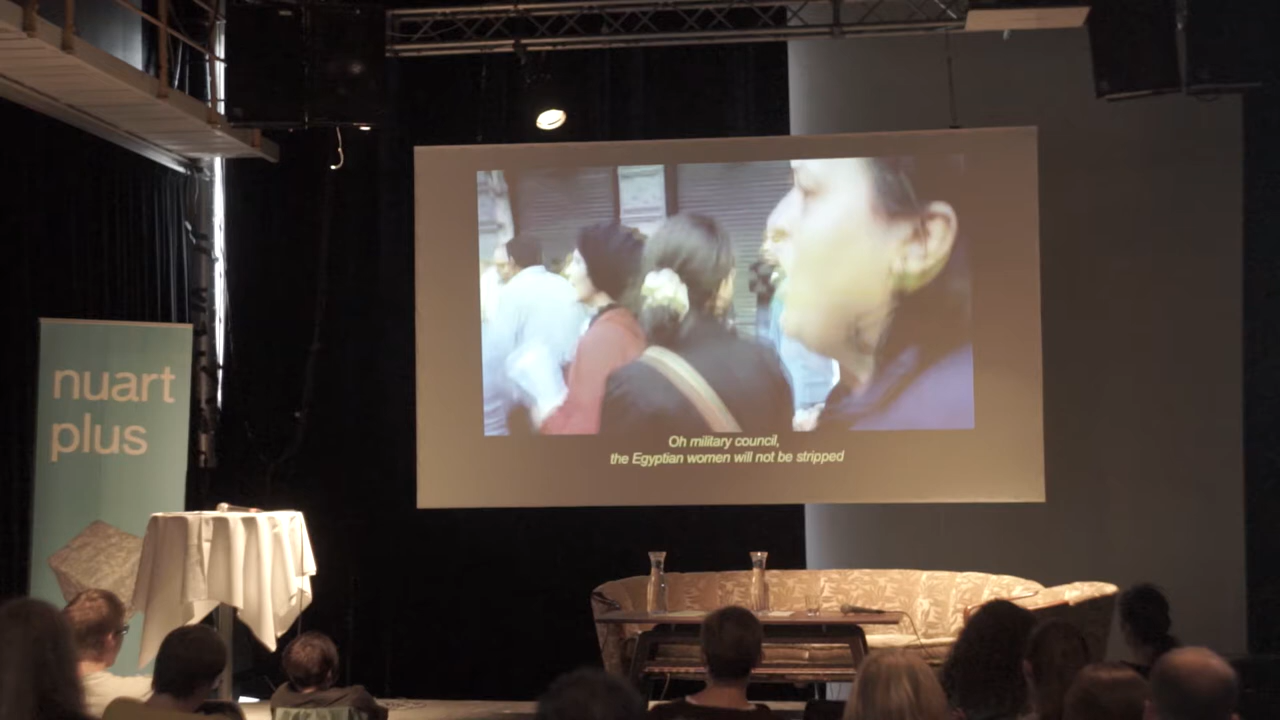 nuart
plus
Oh military council,
the Egyptian women will not be stripped